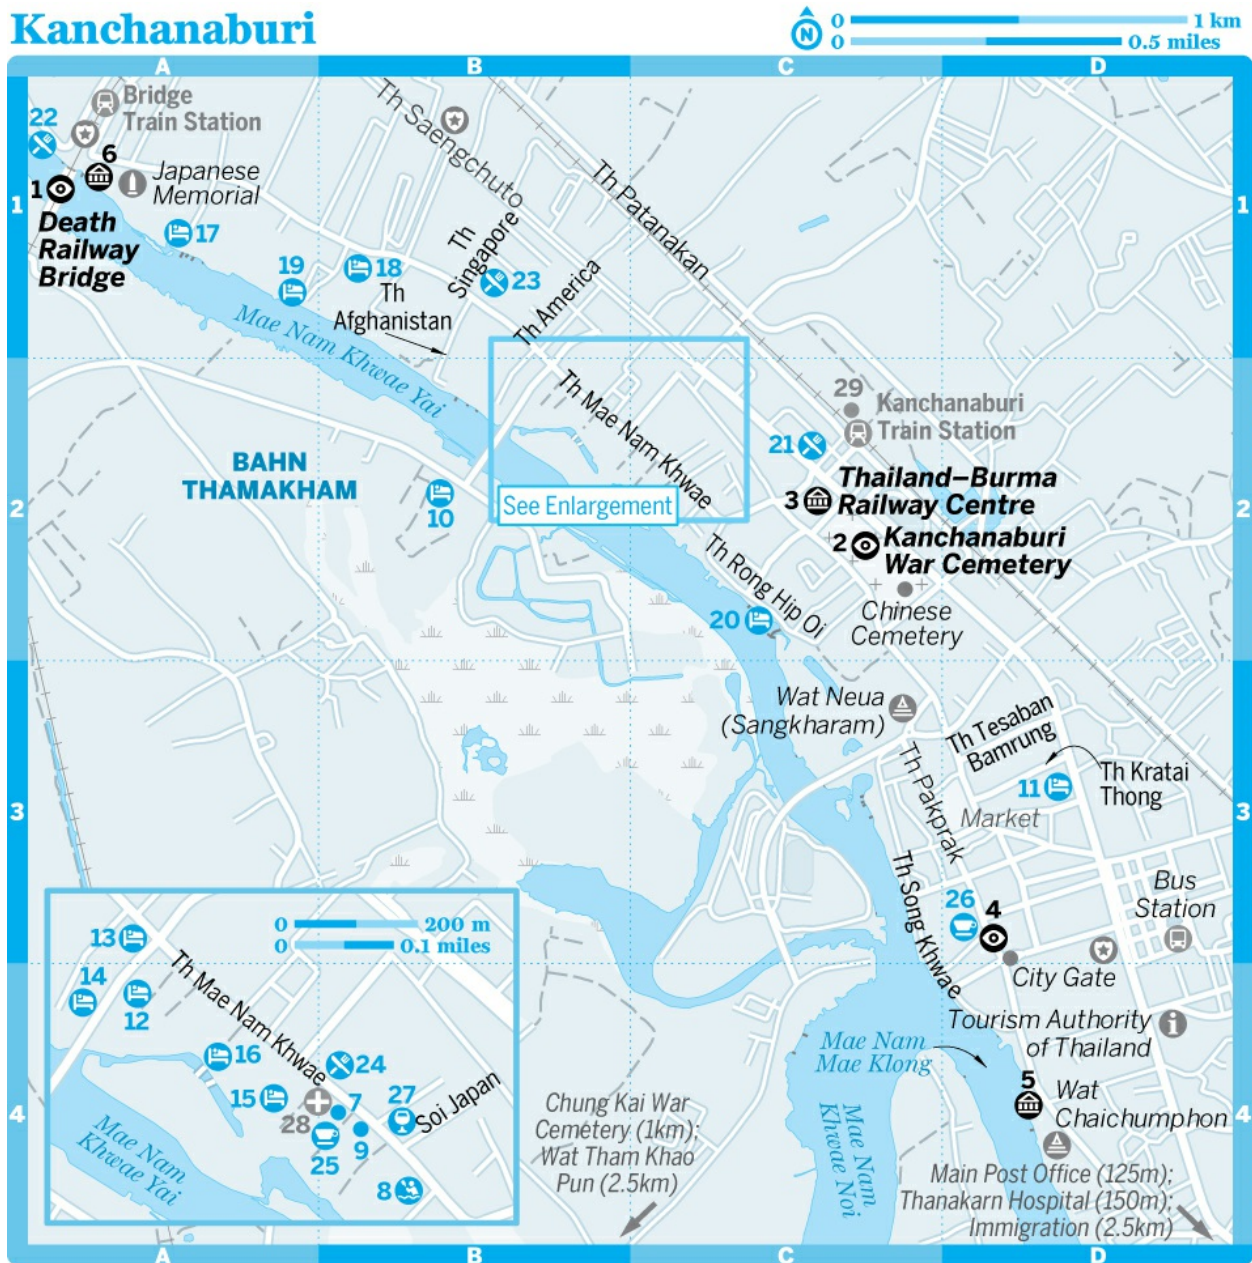 Kanchanaburi
N
0 1 km
0 0.5 miles
A B C D
Bridge
Train Station
22
6
Japanese
Memorial
1
1
1
Death
Railway
Bridge
17
19
18
Th
Afghanistan
Th Saengchuto
Th
Singapore
23
Th America
Th Patanakan
Mae Nam Khwae Yai
Th Mae Nam Khwae
29
Kanchanaburi
Train Station
21
BAHN
THAMAKHAM
10
See Enlargement
3
Thailand–Burma
Railway Centre
2
Kanchanaburi
War Cemetery
2
2
Th Rong Hip Oi
20
Chinese
Cemetery
Wat Neua
(Sangkharam)
Th Tesaban
Bamrung
Th Kratai
Thong
11
3
3
Th Pakprak
Market
Th Song Khwae
Bus
Station
26
4
City Gate
Tourism Authority
of Thailand
Mae Nam
Mae Klong
5
Wat
Chaichumphon
4
4
Mae Nam
Khwae Noi
Chung Kai War
Cemetery (1km);
Wat Tham Khao
Pun (2.5km)
Main Post Office (125m);
Thanakarn Hospital (150m);
Immigration (2.5km)
0 200 m
0 0.1 miles
13
14
12
Th Mae Nam Khwae
16
24
15
28
7
27
Soi Japan
25
9
8
Mae Nam
Khwae Yai
A B C D